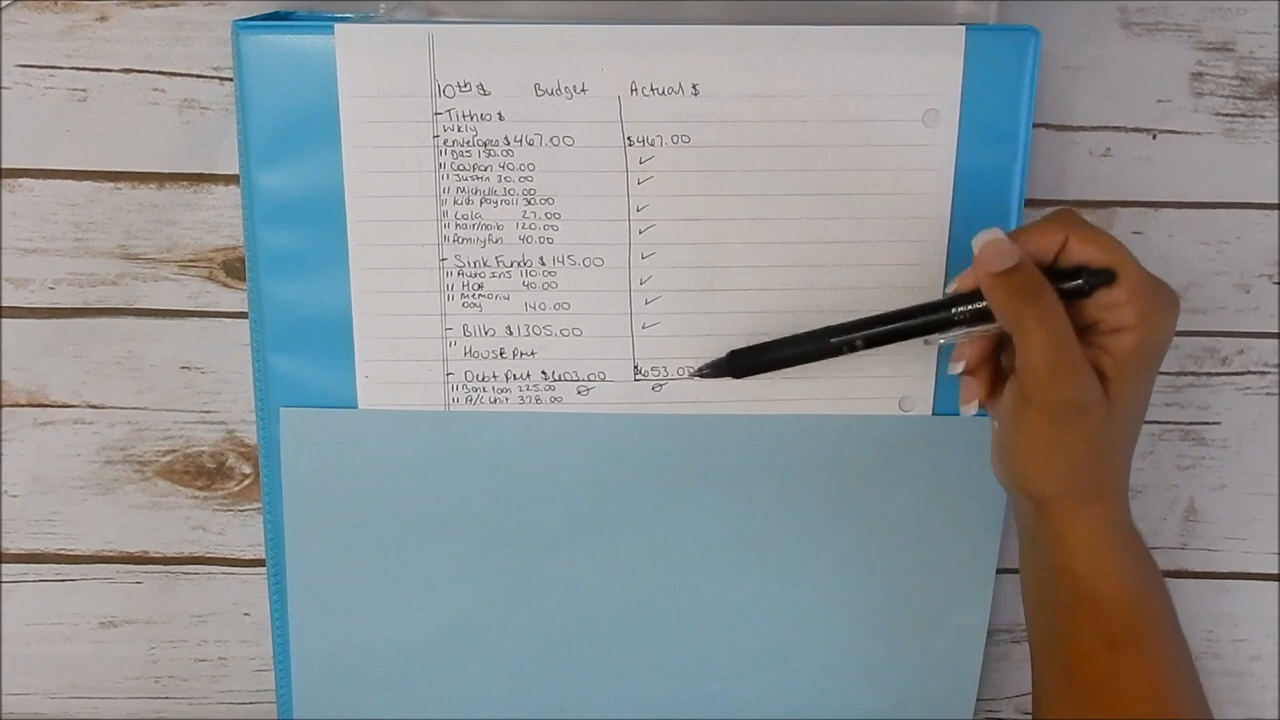 10th $ Budget Actual $
- Tithes $
Wkly
- envelopes $467.00 $467.00
" gas 150.00
" Coupon 40.00
" Justin 30.00
" Michelle 30.00
" Kids payroll 30.00
" Lola 27.00
" hair/nails 120.00
" Family Fun 40.00
- Sink Funds $145.00
" Auto Ins 110.00
" HOA 40.00
" Memorial
Day 140.00
- Bills $1305.00
"
House pmt
- Debt Pmt $603.00 $653.00
" Bank loan 225.00
" A/C Unit 378.00
FRIXION